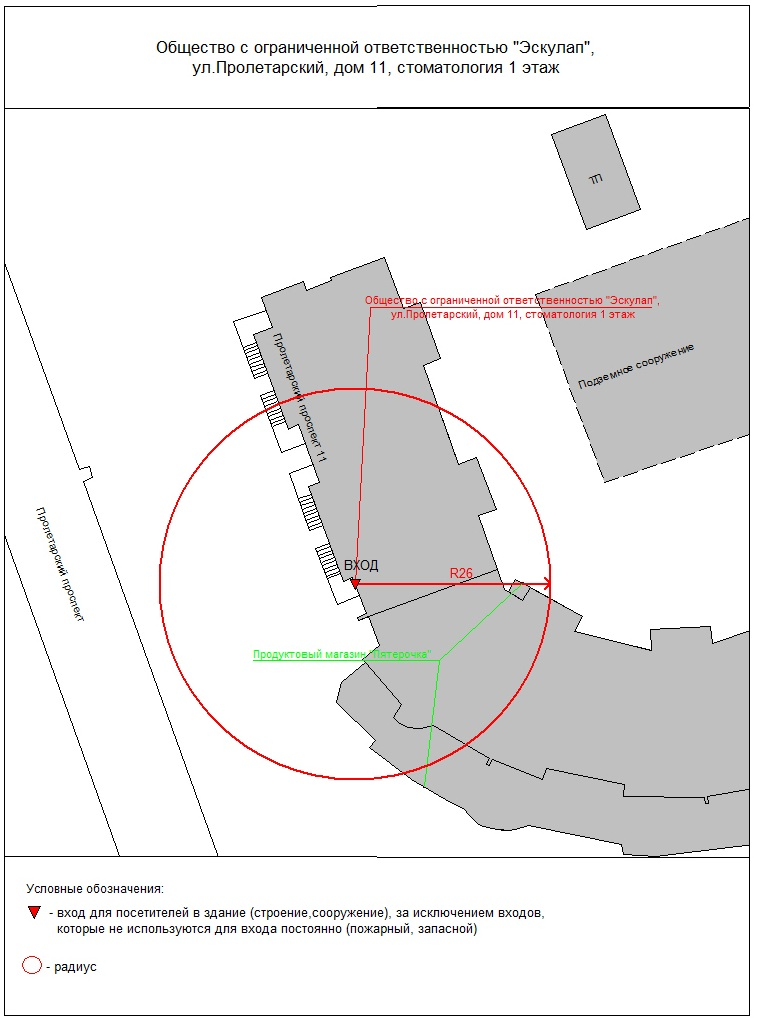 Общество с ограниченной ответственностью "Эскулап",
ул.Пролетарский, дом 11, стоматология 1 этаж
ТП
Общество с ограниченной ответственностью "Эскулап",
ул.Пролетарский, дом 11, стоматология 1 этаж
Подземное сооружение
Пролетарский проспект 11
Пролетарский проспект
ВХОД
R26
Продуктовый магазин "Пятерочка"
Условные обозначения:
- вход для посетителей в здание (строение,сооружение), за исключением входов,
которые не используются для входа постоянно (пожарный, запасной)
- радиус